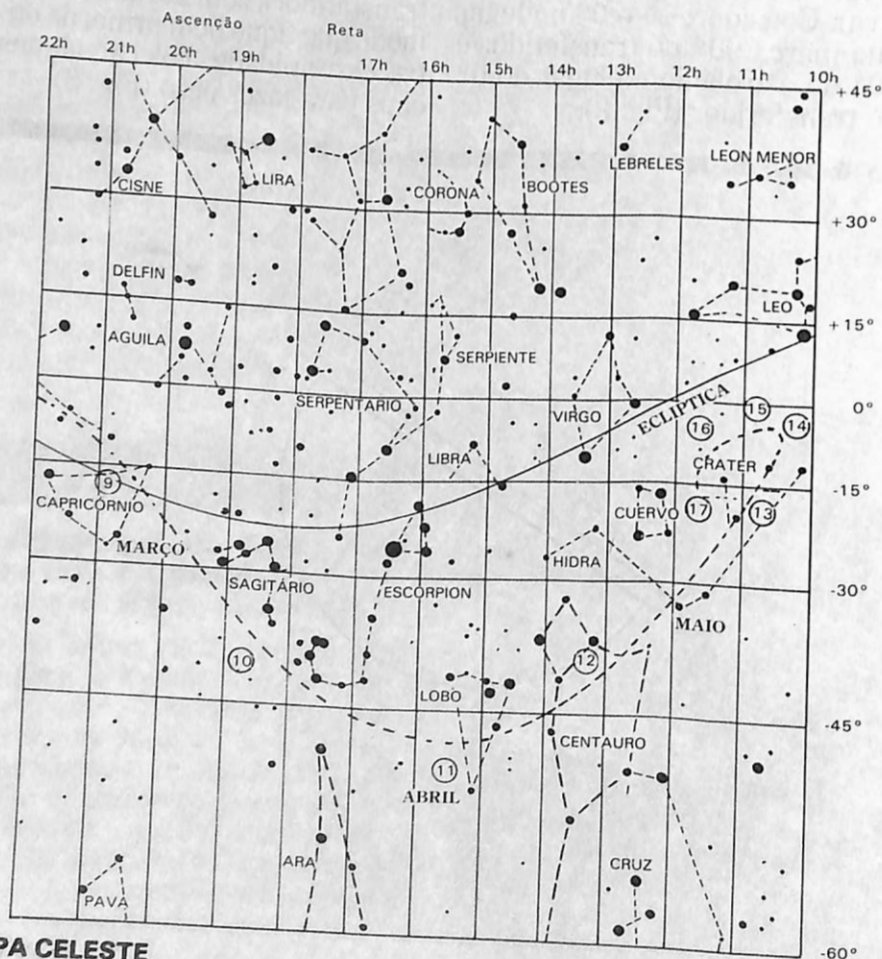 Ascenção Reta
22h 21h 20h 19h 17h 16h 15h 14h 13h 12h 11h 10h
+45°
LEBRELES LEON MENOR
CISNE LIRA CORONA BOOTES
+30°
DELFIN
LEO
+15°
AGUILA
SERPIENTE
SERPENTARIO VIRGO ECLIPTICA
0°
15
16 14
LIBRA CRATER
-15°
9
CAPRICÓRNIO CUERVO 17 13
MARÇO
SAGITÁRIO ESCORPION HIDRA
-30°
MAIO
10 12
LOBO
-45°
CENTAURO
11
ABRIL
ARA CRUZ
PAVA
-60°
PA CELESTE